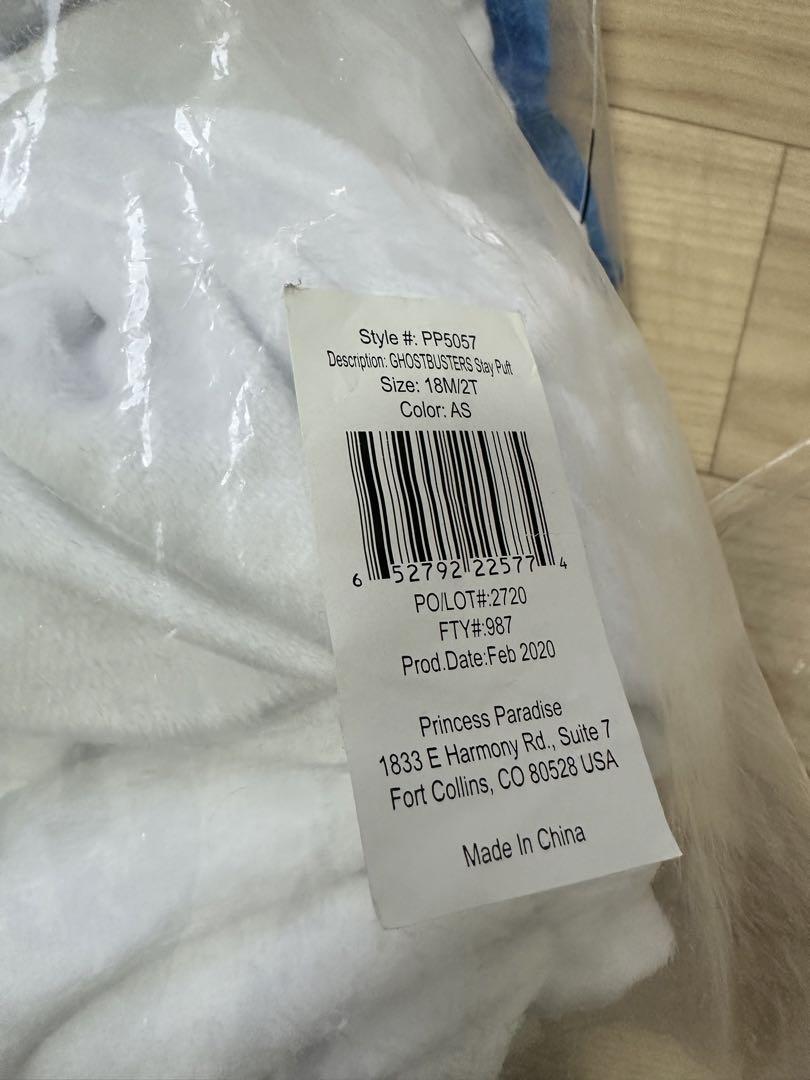 Style #: PP5057
Description: GHOSTBUSTERS Stay Puft
Size: 18M/2T
Color: AS
6 52792 22577 4
PO/LOT#:2720
FTY#:987
Prod.Date:Feb 2020
Princess Paradise
1833 E Harmony Rd., Suite 7
Fort Collins, CO 80528 USA
Made In China